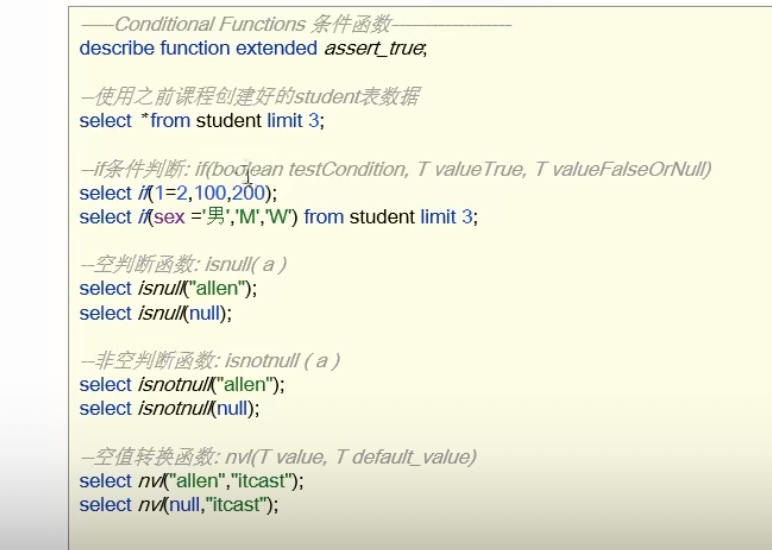 ------Conditional Functions 条件函数------------------
describe function extended assert_true;
--使用之前课程创建好的student表数据
select *from student limit 3;
--if条件判断: if(boolean testCondition, T valueTrue, T valueFalseOrNull)
select if(1=2,100,200);
select if(sex ='男','M','W') from student limit 3;
--空判断函数: isnull( a )
select isnull("allen");
select isnull(null);
--非空判断函数: isnotnull ( a )
select isnotnull("allen");
select isnotnull(null);
--空值转换函数: nvl(T value, T default_value)
select nvl("allen","itcast");
select nvl(null,"itcast");